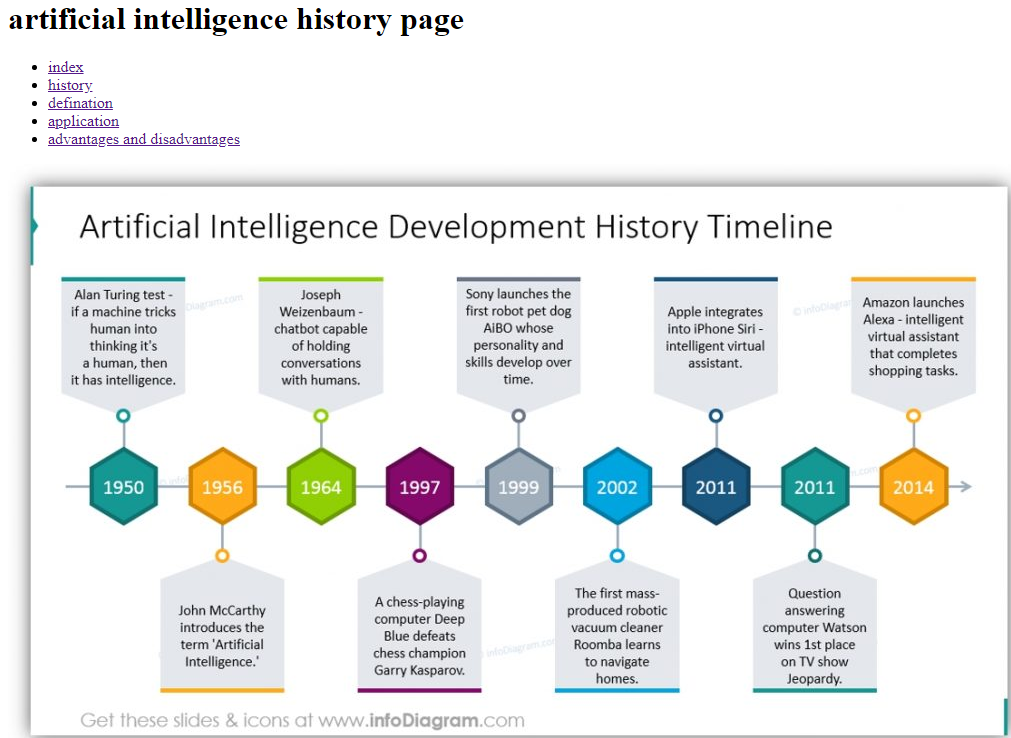 artificial intelligence history page
index
history
defination
application
advantages and disadvantages
Artificial Intelligence Development History Timeline
Alan Turing test -
if a machine tricks
human into
thinking it's
a human, then
it has intelligence.
Joseph
Weizenbaum -
chatbot capable
of holding
conversations
with humans.
Sony launches the
first robot pet dog
AiBO whose
personality and
skills develop over
time.
Apple integrates
into iPhone Siri -
intelligent virtual
assistant.
Amazon launches
Alexa - intelligent
virtual assistant
that completes
shopping tasks.
1950
1956
1964
1997
1999
2002
2011
2011
2014
John McCarthy
introduces the
term 'Artificial
Intelligence.'
A chess-playing
computer Deep
Blue defeats
chess champion
Garry Kasparov.
The first mass-
produced robotic
vacuum cleaner
Roomba learns
to navigate
homes.
Question
answering
computer Watson
wins 1st place
on TV show
Jeopardy.
Get these slides & icons at www.infoDiagram.com